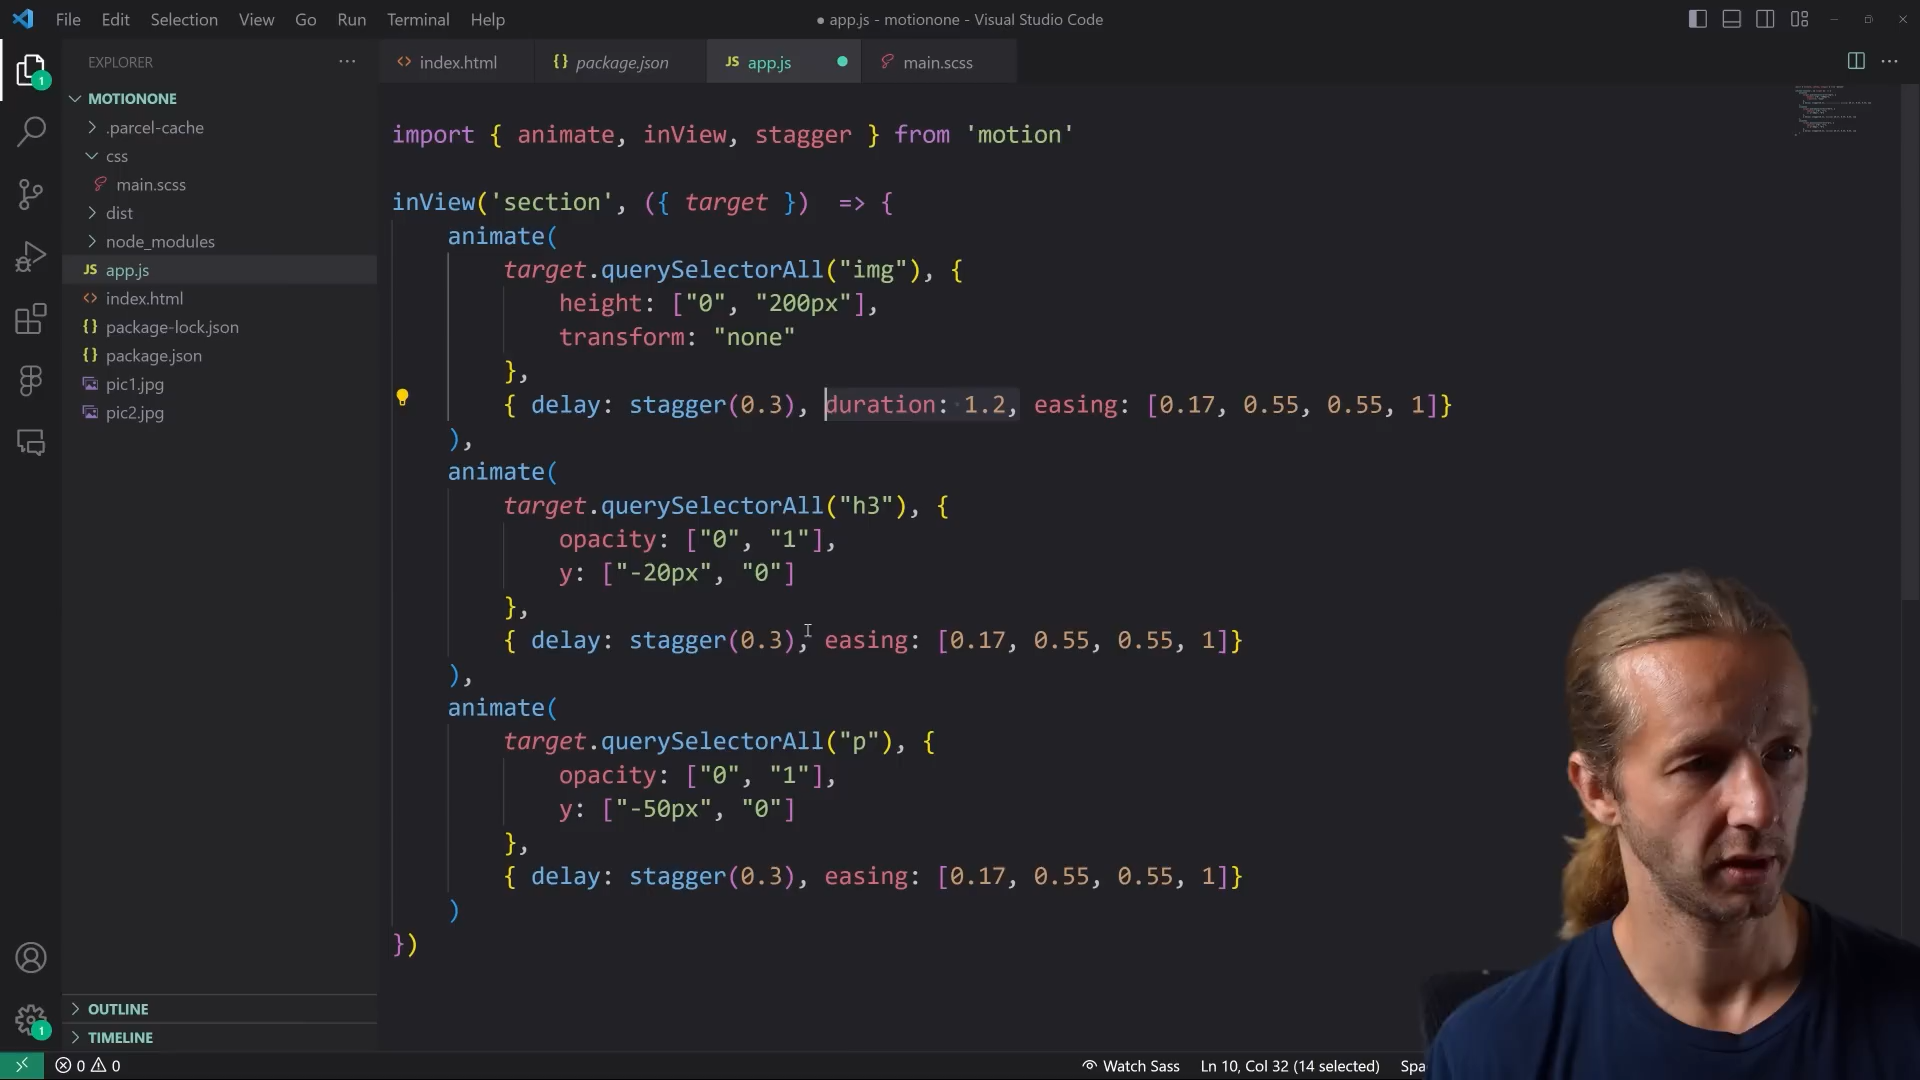 File Edit Selection View Go Run Terminal Help
● app.js - motionone - Visual Studio Code
EXPLORER
index.html
package.json
app.js
main.scss
MOTIONONE
.parcel-cache
css
main.scss
dist
node_modules
app.js
index.html
package-lock.json
package.json
pic1.jpg
pic2.jpg
OUTLINE
TIMELINE
import { animate, inView, stagger } from 'motion'
inView('section', ({ target }) => {
animate(
target.querySelectorAll("img"), {
height: ["0", "200px"],
transform: "none"
},
{ delay: stagger(0.3), duration: 1.2, easing: [0.17, 0.55, 0.55, 1]}
),
animate(
target.querySelectorAll("h3"), {
opacity: ["0", "1"],
y: ["-20px", "0"]
},
{ delay: stagger(0.3), easing: [0.17, 0.55, 0.55, 1]}
),
animate(
target.querySelectorAll("p"), {
opacity: ["0", "1"],
y: ["-50px", "0"]
},
{ delay: stagger(0.3), easing: [0.17, 0.55, 0.55, 1]}
)
})
1
1
0 0
Watch Sass Ln 10, Col 32 (14 selected) Spa